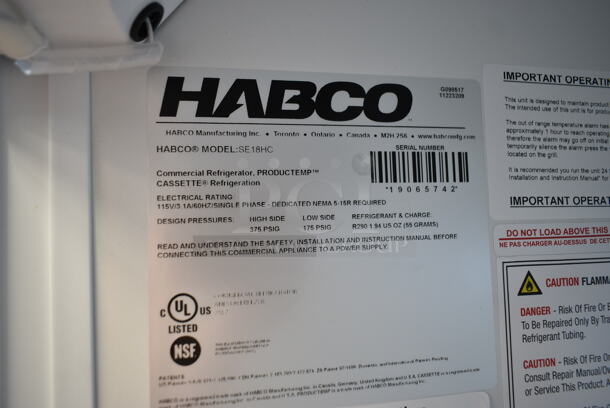 HABCO
G090517
11223209
HABCO Manufacturing Inc. • Toronto • Ontario • Canada • M2H 2S6 • www.habcomfg.com
HABCO® MODEL:SE18HC
SERIAL NUMBER
*19065742*
Commercial Refrigerator, PRODUCTEMP™
CASSETTE® Refrigeration
ELECTRICAL RATING
115V/3.1A/60HZ/SINGLE PHASE - DEDICATED NEMA 5-15R REQUIRED
DESIGN PRESSURES: HIGH SIDE LOW SIDE REFRIGERANT & CHARGE
375 PSIG 175 PSIG R290 1.94 US OZ (55 GRAMS)
READ AND UNDERSTAND THE SAFETY, INSTALLATION AND INSTRUCTION MANUAL BEFORE
CONNECTING THIS COMMERCIAL APPLIANCE TO A POWER SUPPLY.
C UL US
LISTED
NSF
PATENTS
IMPORTANT OPERATIN
This unit is designed to maintain product
The intended use of this unit is for produc
The out of range temperature alarm has
approximately 1 hour to reach operating
therefore the alarm may go off on initial
temporarily silence the alarm press the
located on the grill.
It is recommended you run the unit 24
Installation and Instruction Manual" for
IMPORTANT OPERAT
DO NOT LOAD ABOVE THIS
NE PAS CHARGER AU-DESSUS DE CET
CAUTION FLAMMA
DANGER - Risk Of Fire Or E
To Be Repaired Only By Tra
Refrigerant Tubing.
CAUTION - Risk Of Fire O
Consult Repair Manual/Ow
or Service This Product. A